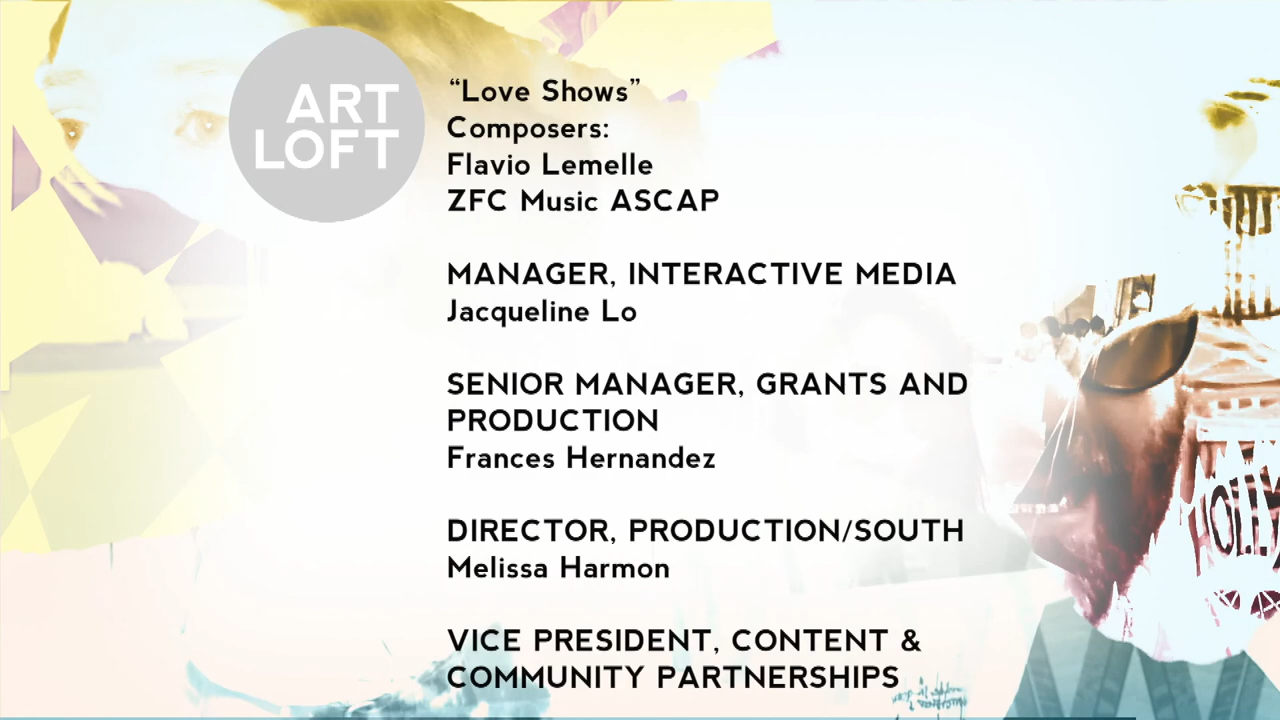 ART
LOFT
“Love Shows”
Composers:
Flavio Lemelle
ZFC Music ASCAP
MANAGER, INTERACTIVE MEDIA
Jacqueline Lo
SENIOR MANAGER, GRANTS AND
PRODUCTION
Frances Hernandez
DIRECTOR, PRODUCTION/SOUTH
Melissa Harmon
VICE PRESIDENT, CONTENT &
COMMUNITY PARTNERSHIPS